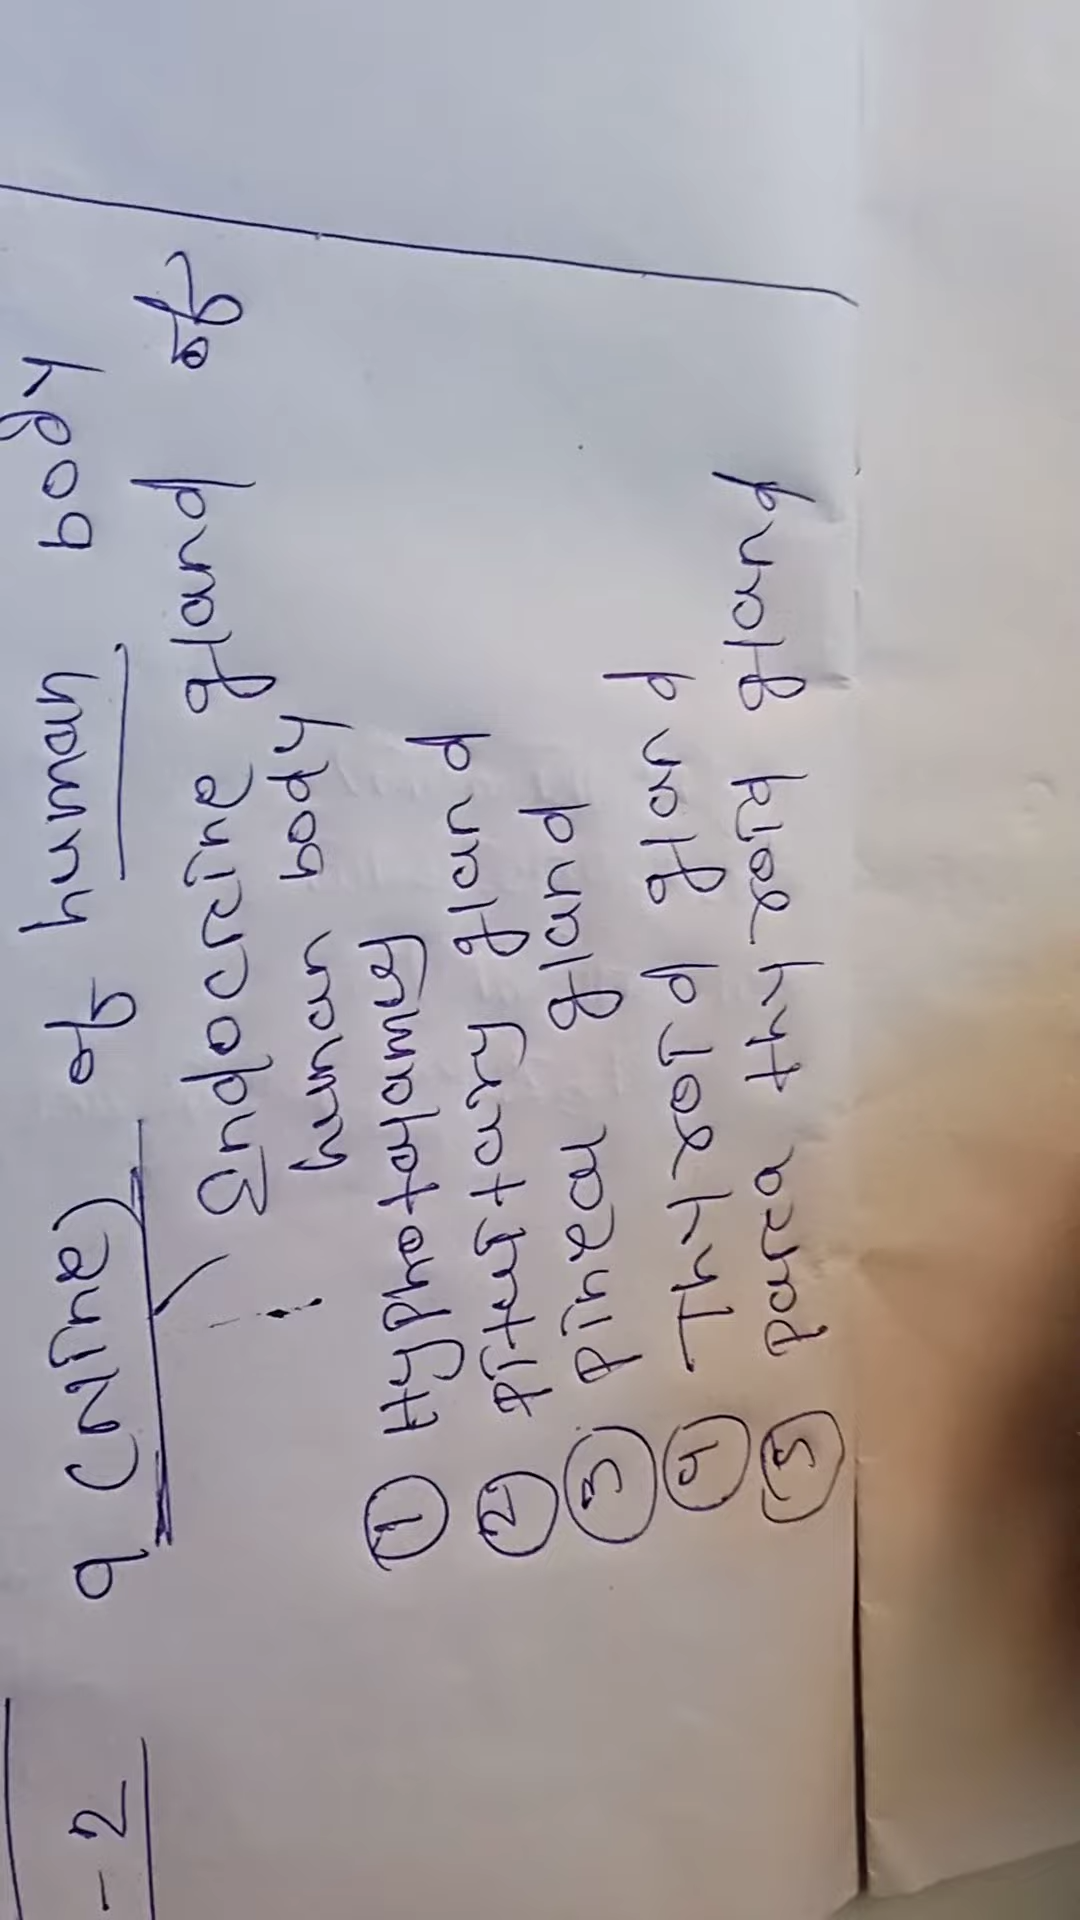 -2 9 (Nine) of human body
Endocrine gland of
human body
① Hyphotalamus
② Pituitary gland
③ Pineal gland
④ Thyroid gland
⑤ Para thyroid gland